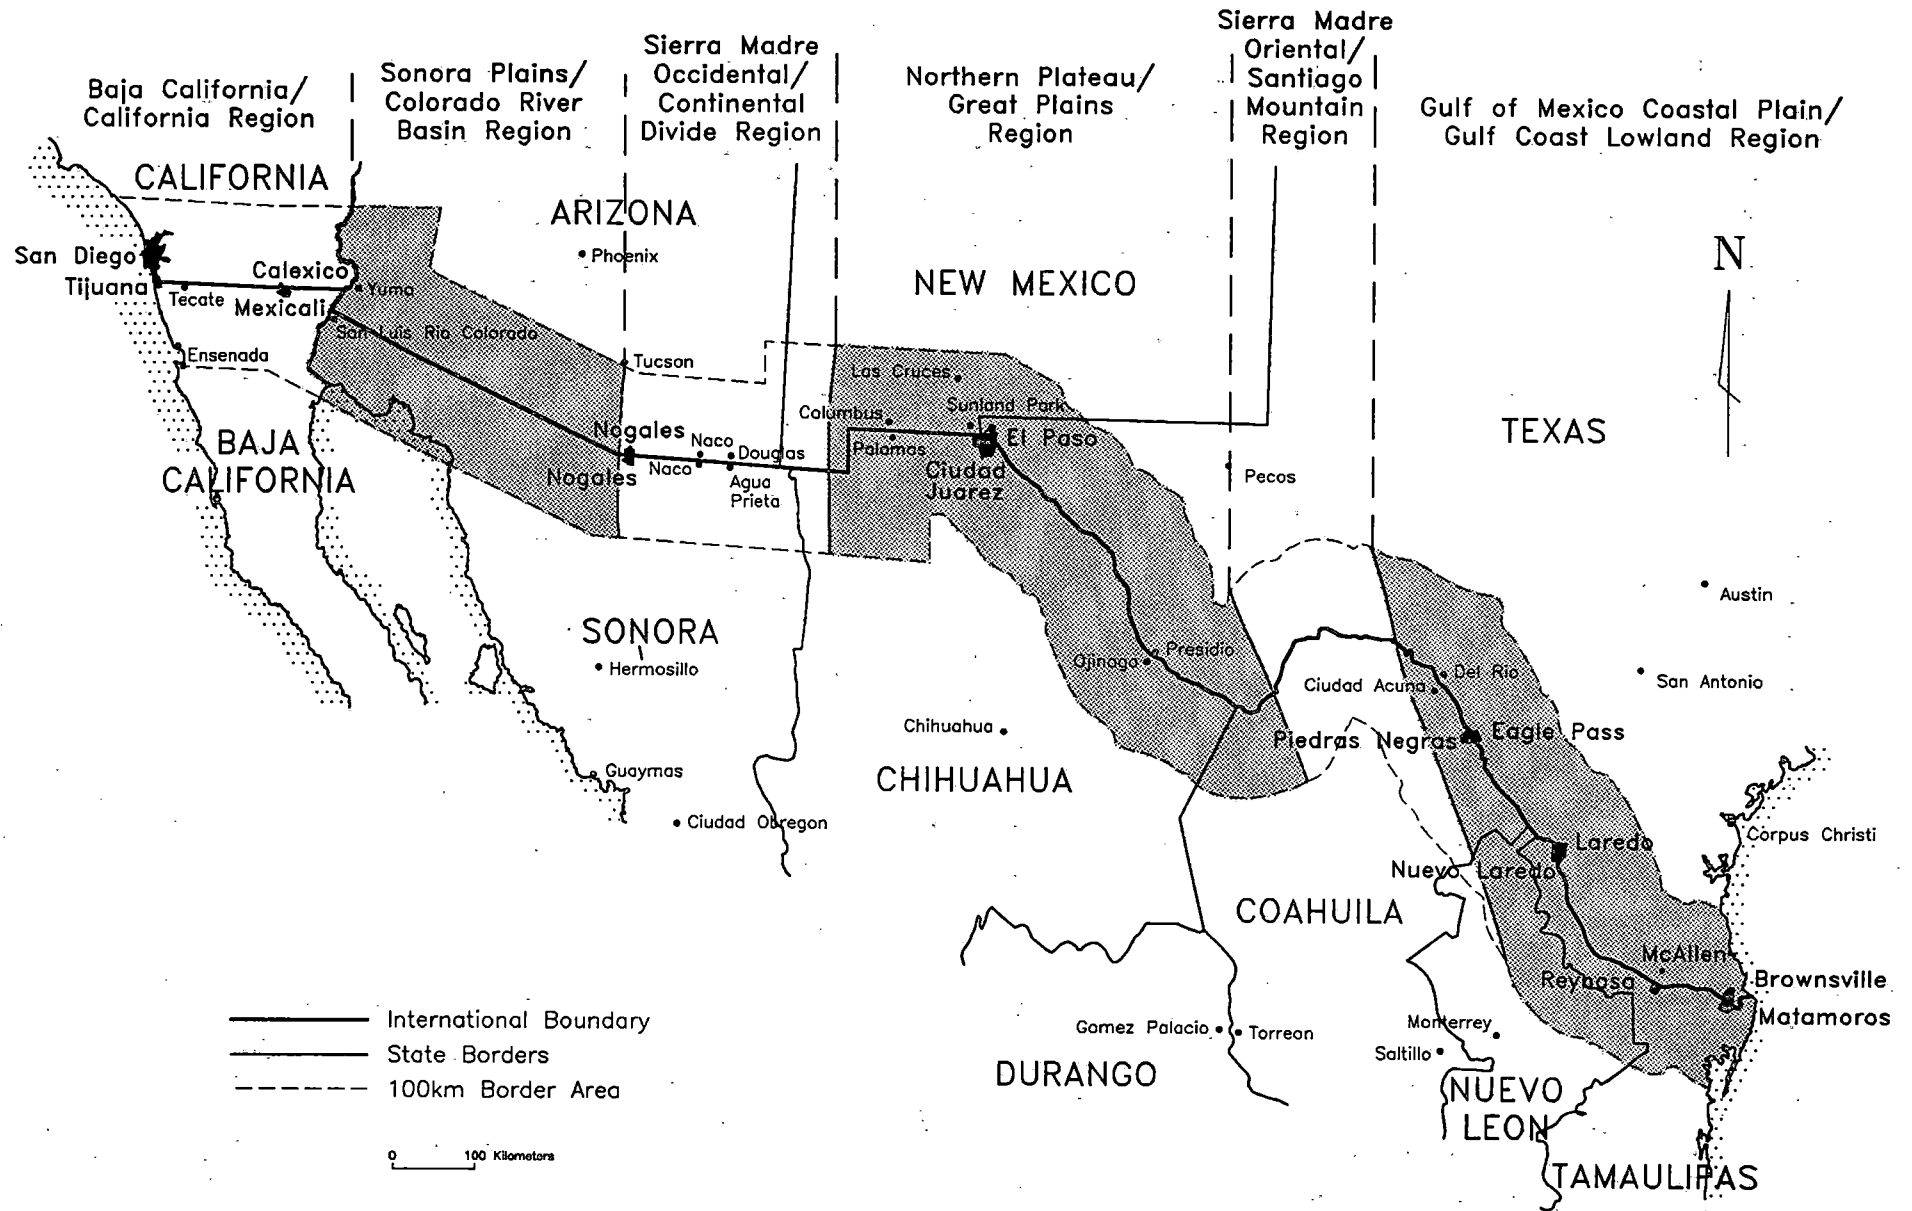 Baja California/
California Region
Sonora Plains/
Colorado River
Basin Region
Sierra Madre
Occidental/
Continental
Divide Region
Northern Plateau/
Great Plains
Region
Sierra Madre
Oriental/
Santiago
Mountain
Region
Gulf of Mexico Coastal Plain/
Gulf Coast Lowland Region
CALIFORNIA
ARIZONA
NEW MEXICO
TEXAS
N
San Diego
Tijuana
Tecate
Calexico
Mexicali
Yuma
San Luis Rio Colorado
Ensenada
Phoenix
Tucson
BAJA
CALIFORNIA
Nogales
Nogales
Naco
Naco
Douglas
Agua
Prieta
Las Cruces
Columbus
Palamas
Sunland Park
El Paso
Ciudad
Juarez
Pecos
Austin
San Antonio
SONORA
Hermosillo
Guaymas
Ciudad Obregon
Chihuahua
CHIHUAHUA
Ojinaga
Presidio
Ciudad Acuna
Del Rio
Piedras Negras
Eagle Pass
Corpus Christi
Nuevo Laredo
Laredo
COAHUILA
McAllen
Reynosa
Brownsville
Matamoros
Gomez Palacio
Torreon
Monterrey
Saltillo
DURANGO
NUEVO
LEON
TAMAULIPAS
International Boundary
State Borders
100km Border Area
0 100 Kilometers